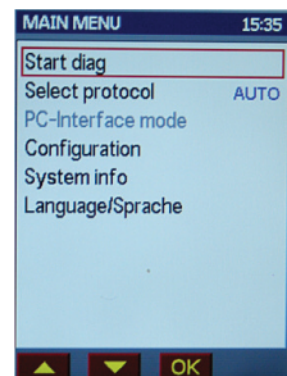 MAIN MENU 15:35
Start diag
Select protocol AUTO
PC-Interface mode
Configuration
System info
Language/Sprache
OK